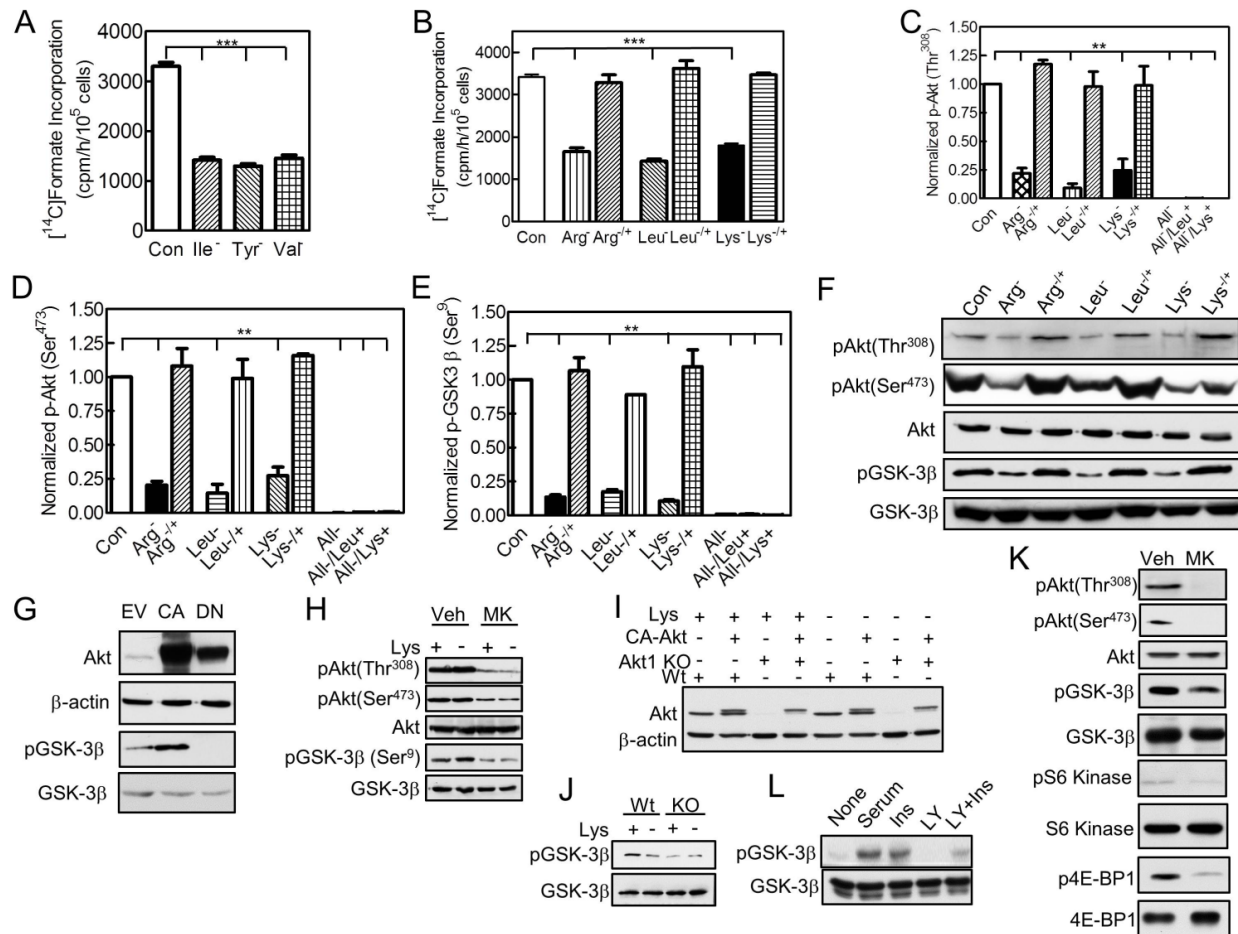 A
[¹⁴C]Formate Incorporation
(cpm/h/10⁵ cells)
4000
3000
2000
1000
0
***
Con Ile⁻ Tyr⁻ Val⁻
B
[¹⁴C]Formate Incorporation
(cpm/h/10⁵ cells)
4000
3000
2000
1000
0
***
Con Arg⁻ Arg⁻/⁺ Leu⁻ Leu⁻/⁺ Lys⁻ Lys⁻/⁺
C
Normalized p-Akt (Thr³⁰⁸)
1.25
1.00
0.75
0.50
0.25
0.00
**
Con
Arg⁻
Arg⁻/⁺
Leu⁻
Leu⁻/⁺
Lys⁻
Lys⁻/⁺
All⁻
All⁻/Leu⁺
All⁻/Lys⁺
D
Normalized p-Akt (Ser⁴⁷³)
1.50
1.25
1.00
0.75
0.50
0.25
0.00
**
Con
Arg⁻
Arg⁻/⁺
Leu-
Leu-/+
Lys-
Lys-/+
All-
All-/Leu+
All-/Lys+
E
Normalized p-GSK3 β (Ser⁹)
1.50
1.25
1.00
0.75
0.50
0.25
0.00
**
Con
Arg⁻
Arg⁻/⁺
Leu-
Leu-/+
Lys-
Lys-/+
All-
All-/Leu+
All-/Lys+
F
Con Arg⁻ Arg⁻/⁺ Leu⁻ Leu⁻/⁺ Lys⁻ Lys⁻/⁺
pAkt(Thr³⁰⁸)
pAkt(Ser⁴⁷³)
Akt
pGSK-3β
GSK-3β
G
EV CA DN
Akt
β-actin
pGSK-3β
GSK-3β
H
Veh MK
Lys + - + -
pAkt(Thr³⁰⁸)
pAkt(Ser⁴⁷³)
Akt
pGSK-3β (Ser⁹)
GSK-3β
I
Lys + + + + - - - -
CA-Akt - + - + - + - +
Akt1 KO - - + + - - + +
Wt + + - - + + - -
Akt
β-actin
J
Wt KO
Lys + - + -
pGSK-3β
GSK-3β
L
None Serum Ins LY LY+Ins
pGSK-3β
GSK-3β
K
Veh MK
pAkt(Thr³⁰⁸)
pAkt(Ser⁴⁷³)
Akt
pGSK-3β
GSK-3β
pS6 Kinase
S6 Kinase
p4E-BP1
4E-BP1